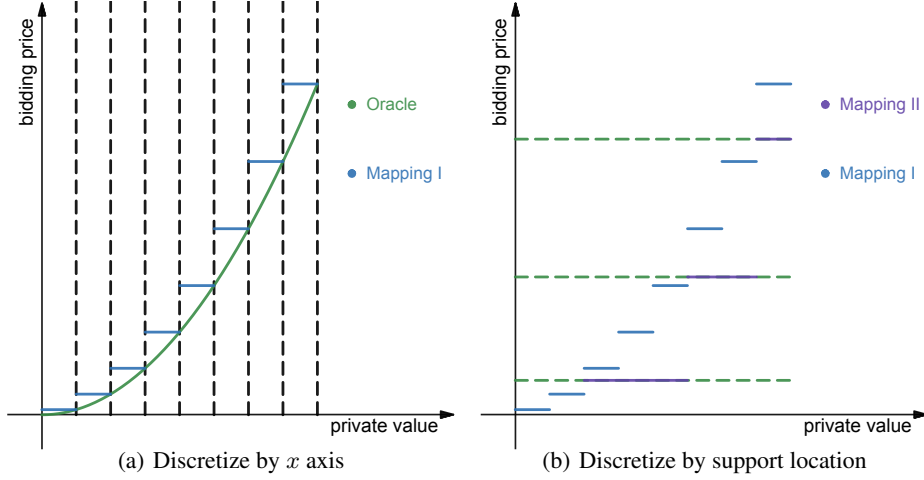 bidding price
Oracle
Mapping I
private value
(a) Discretize by x axis
bidding price
Mapping II
Mapping I
private value
(b) Discretize by support location